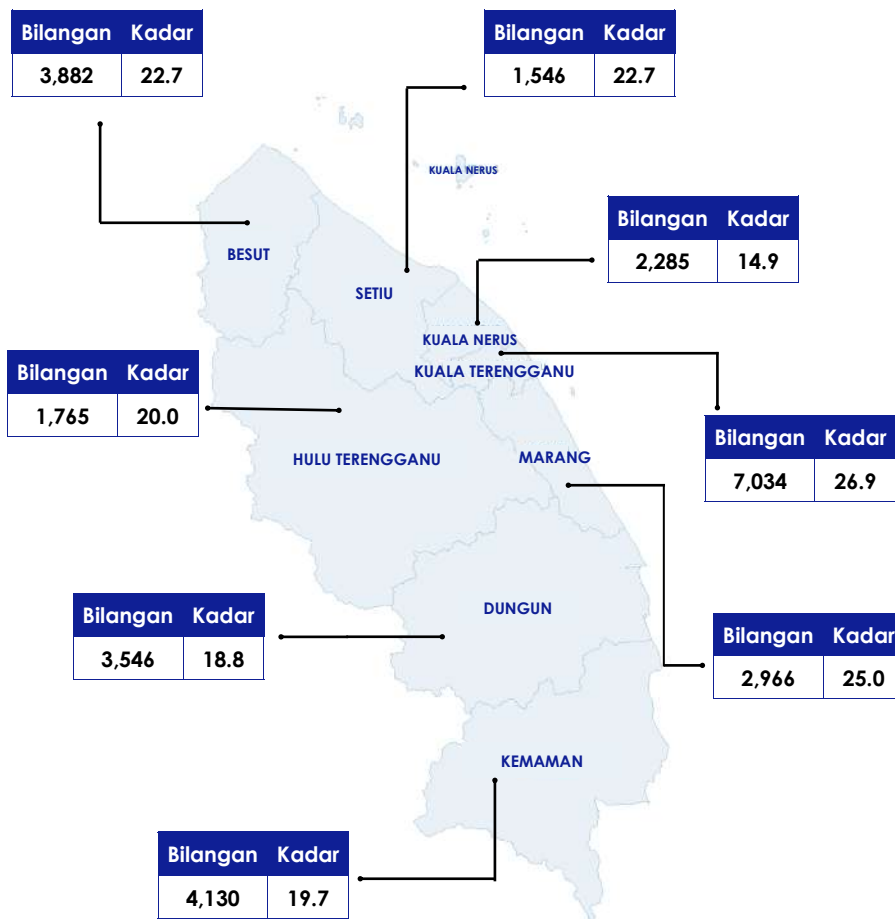 Bilangan Kadar
3,882 22.7
Bilangan Kadar
1,546 22.7
KUALA NERUS
Bilangan Kadar
2,285 14.9
BESUT
SETIU
KUALA NERUS
KUALA TERENGGANU
Bilangan Kadar
1,765 20.0
Bilangan Kadar
7,034 26.9
HULU TERENGGANU
MARANG
DUNGUN
Bilangan Kadar
3,546 18.8
Bilangan Kadar
2,966 25.0
KEMAMAN
Bilangan Kadar
4,130 19.7